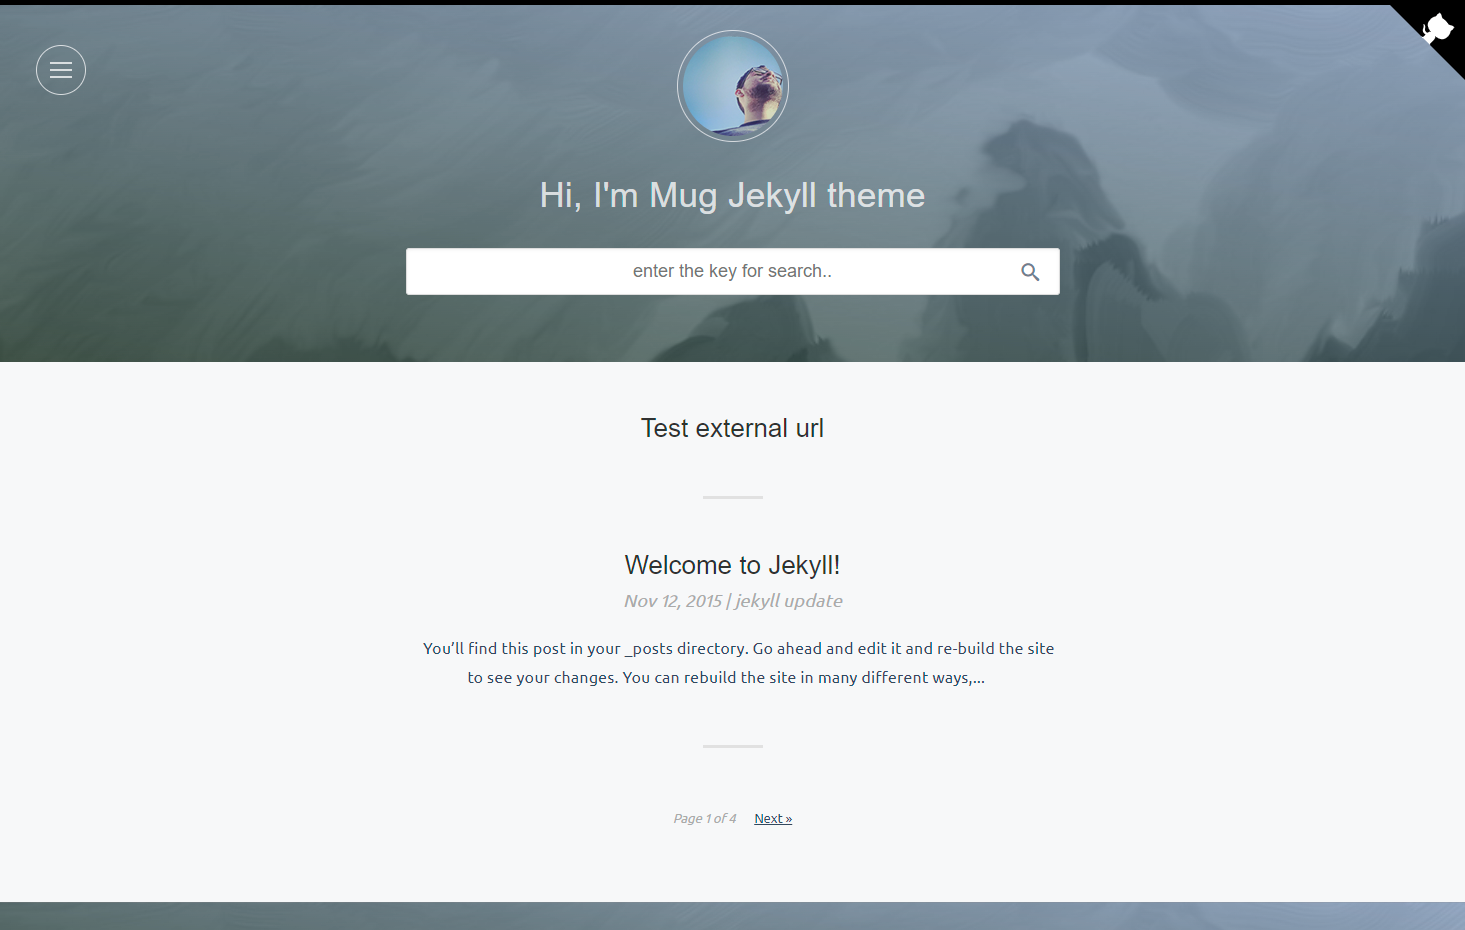 Hi, I'm Mug Jekyll theme
enter the key for search..
Test external url
Welcome to Jekyll!
Nov 12, 2015 | jekyll update
You’ll find this post in your _posts directory. Go ahead and edit it and re-build the site
to see your changes. You can rebuild the site in many different ways,...
Page 1 of 4 Next »